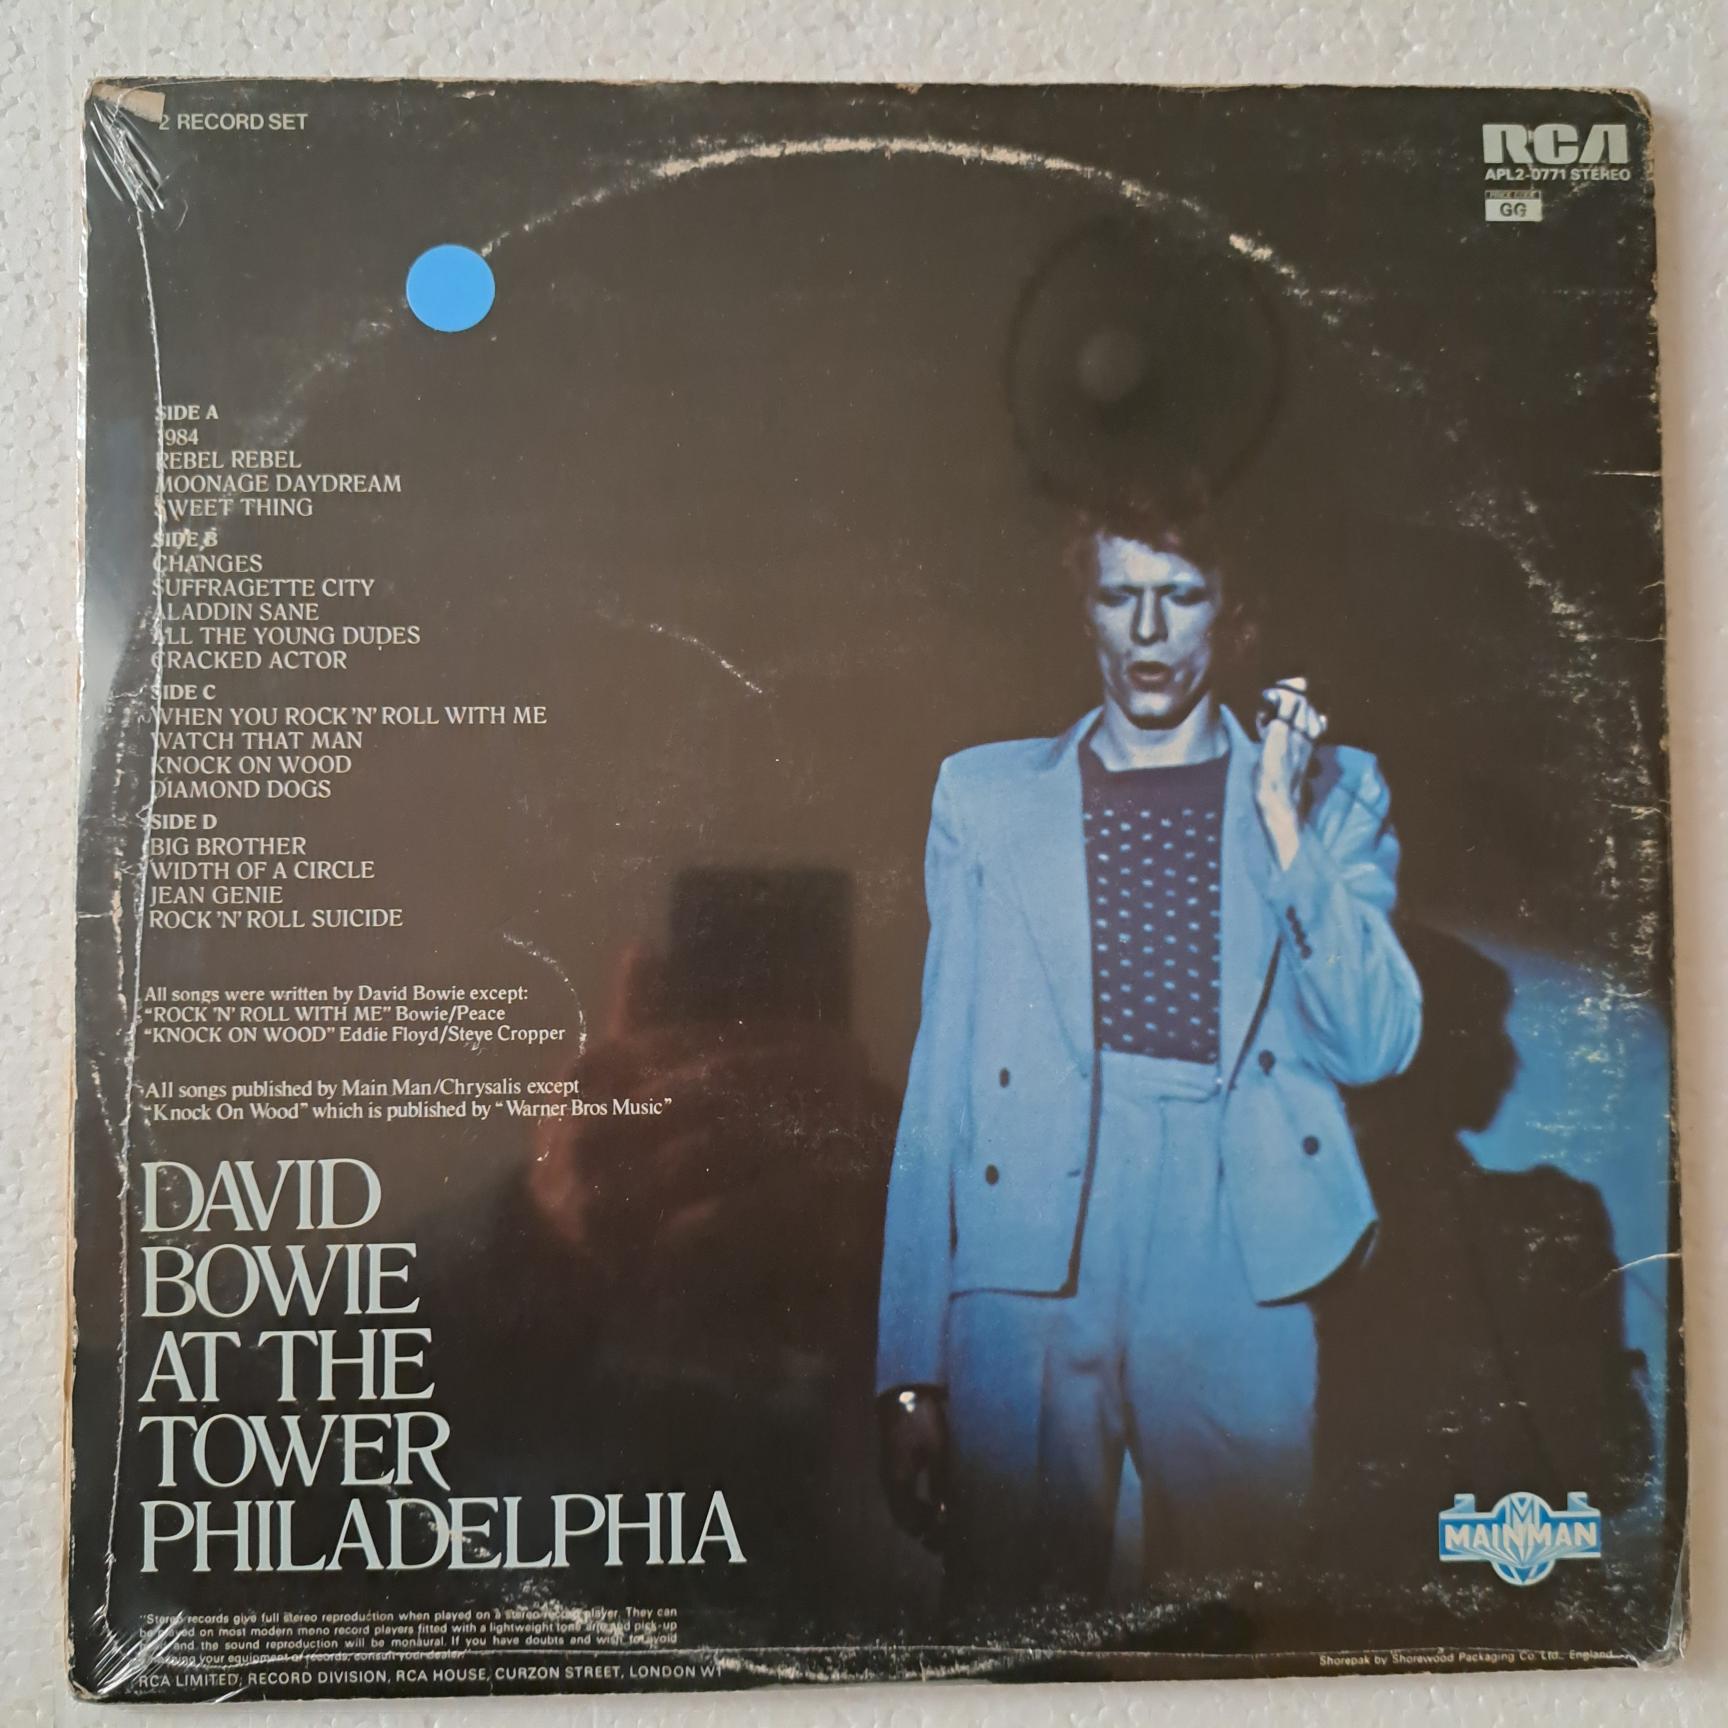 2 RECORD SET
RCA
APL2-0771 STEREO
PRICE CODE
GG
SIDE A
1984
REBEL REBEL
MOONAGE DAYDREAM
SWEET THING
SIDE B
CHANGES
SUFFRAGETTE CITY
ALADDIN SANE
ALL THE YOUNG DUDES
CRACKED ACTOR
SIDE C
WHEN YOU ROCK 'N' ROLL WITH ME
WATCH THAT MAN
KNOCK ON WOOD
DIAMOND DOGS
SIDE D
BIG BROTHER
WIDTH OF A CIRCLE
JEAN GENIE
ROCK 'N' ROLL SUICIDE
All songs were written by David Bowie except:
"ROCK 'N' ROLL WITH ME" Bowie/Peace
"KNOCK ON WOOD" Eddie Floyd/Steve Cropper
All songs published by Main Man/Chrysalis except
"Knock On Wood" which is published by "Warner Bros Music"
DAVID
BOWIE
AT THE
TOWER
PHILADELPHIA
MAINMAN
"Stereo records give full stereo reproduction when played on a stereo record player. They can
be played on most modern mono record players fitted with a lightweight tone arm and pick-up
head and the sound reproduction will be monaural. If you have doubts and wish to avoid
damaging your equipment or records, consult your dealer."
RCA LIMITED, RECORD DIVISION, RCA HOUSE, CURZON STREET, LONDON W1
Shorepak by Shorewood Packaging Co. Ltd., England.